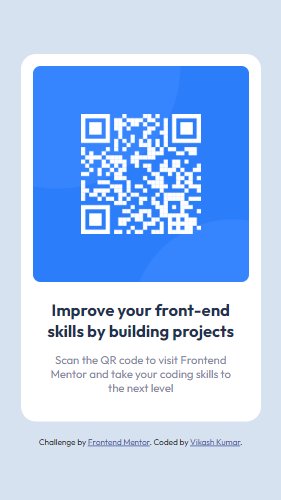 Improve your front-end
skills by building projects
Scan the QR code to visit Frontend
Mentor and take your coding skills to
the next level
Challenge by Frontend Mentor. Coded by Vikash Kumar.